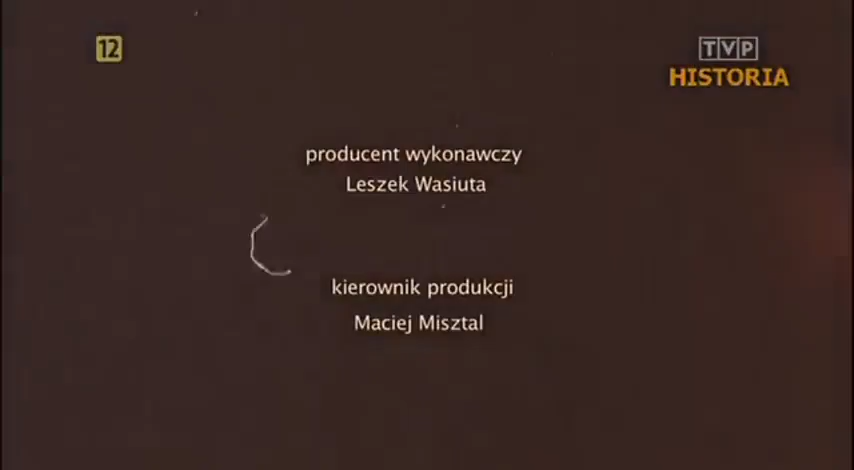 12
TVP
HISTORIA
producent wykonawczy
Leszek Wasiuta
kierownik produkcji
Maciej Misztal